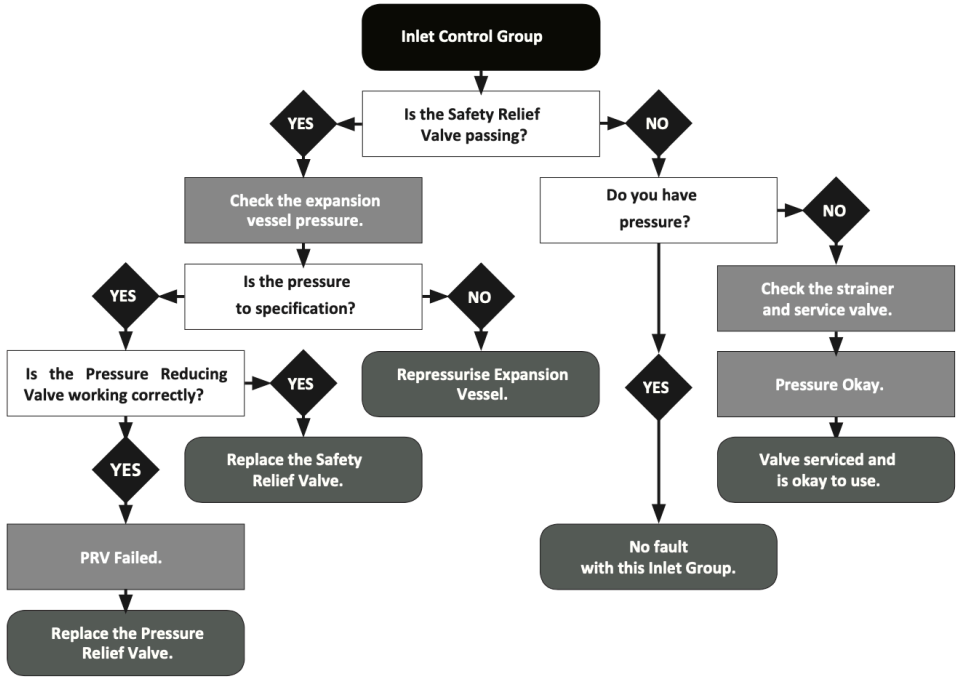 Inlet Control Group
Is the Safety Relief
Valve passing?
YES
NO
Check the expansion
vessel pressure.
Do you have
pressure?
NO
Is the pressure
to specification?
YES
NO
Check the strainer
and service valve.
Is the Pressure Reducing
Valve working correctly?
YES
Repressurise Expansion
Vessel.
YES
Pressure Okay.
YES
Replace the Safety
Relief Valve.
Valve serviced and
is okay to use.
PRV Failed.
No fault
with this Inlet Group.
Replace the Pressure
Relief Valve.